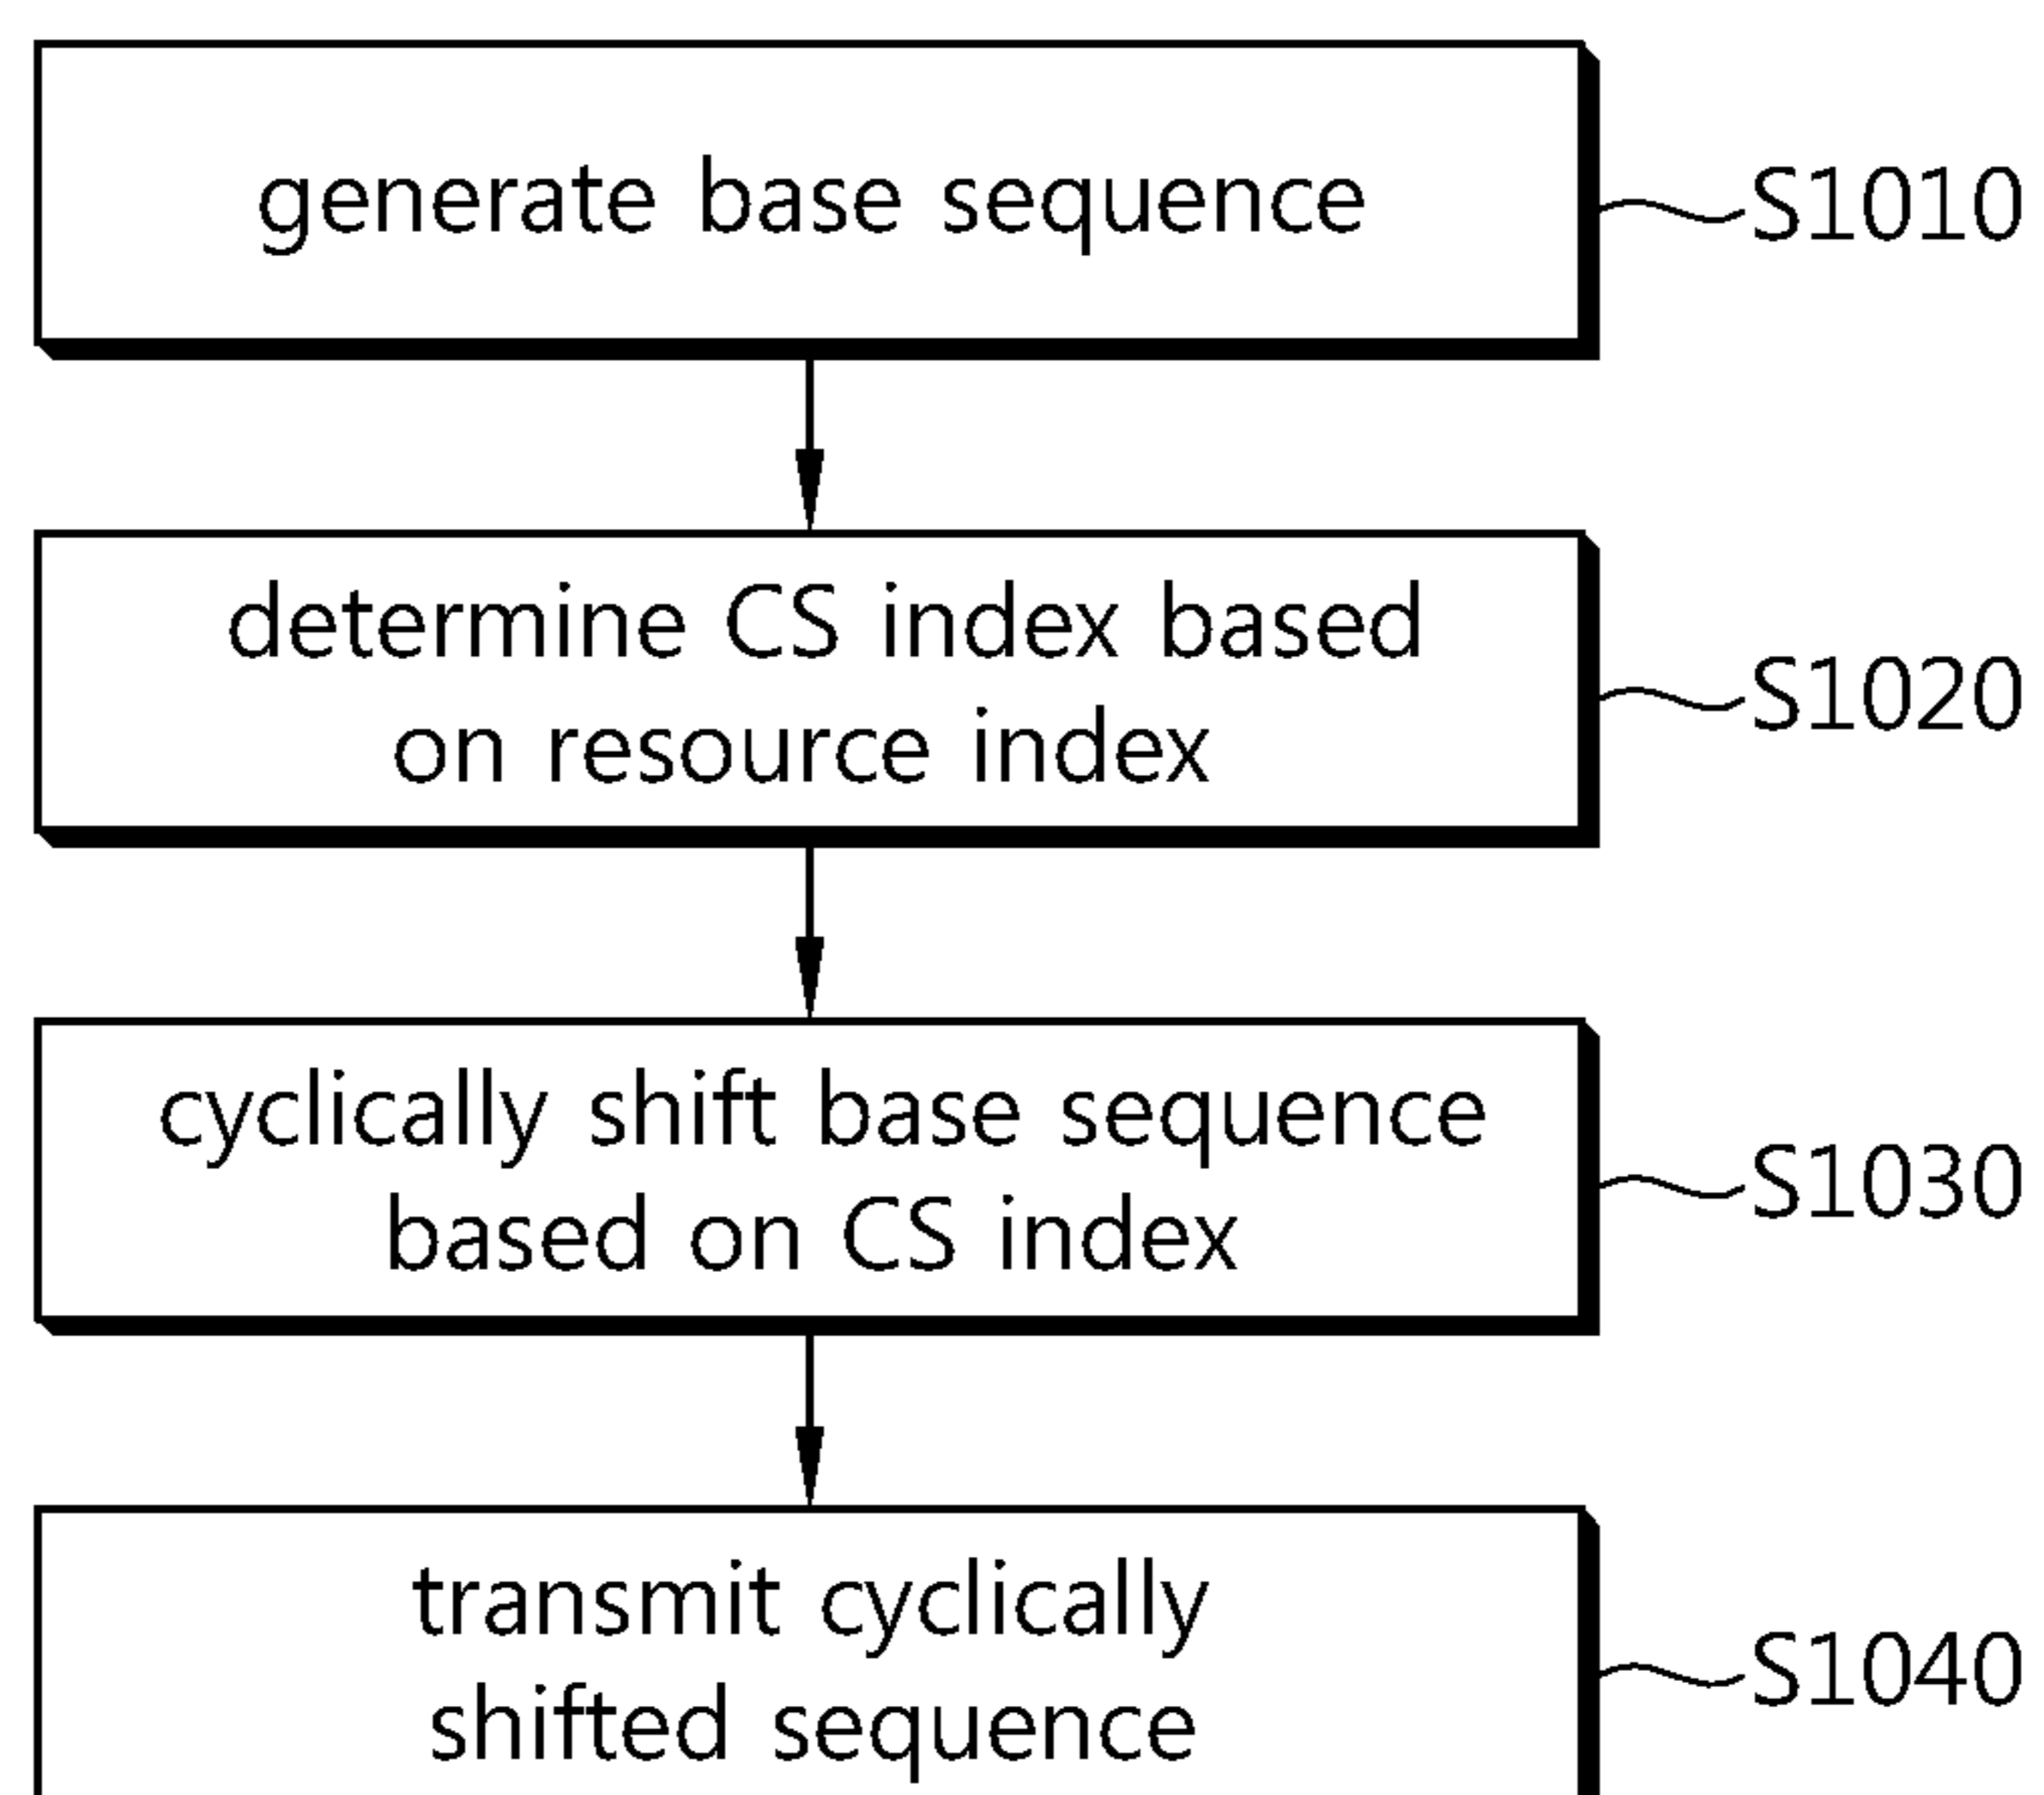 generate base sequence
S1010
determine CS index based
on resource index
S1020
cyclically shift base sequence
based on CS index
S1030
transmit cyclically
shifted sequence
S1040